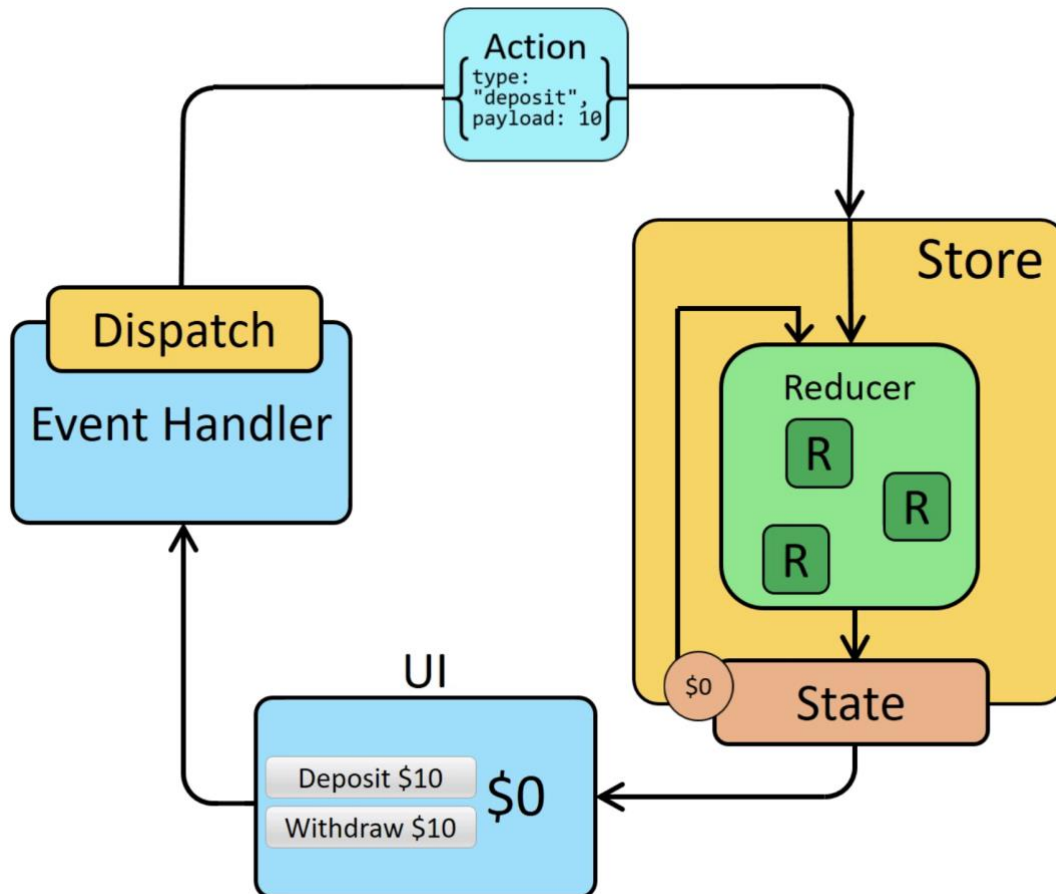 Action
{ type:
"deposit",
payload: 10 }
Store
Dispatch
Event Handler
Reducer
R
R
R
$0
State
UI
Deposit $10
$0
Withdraw $10